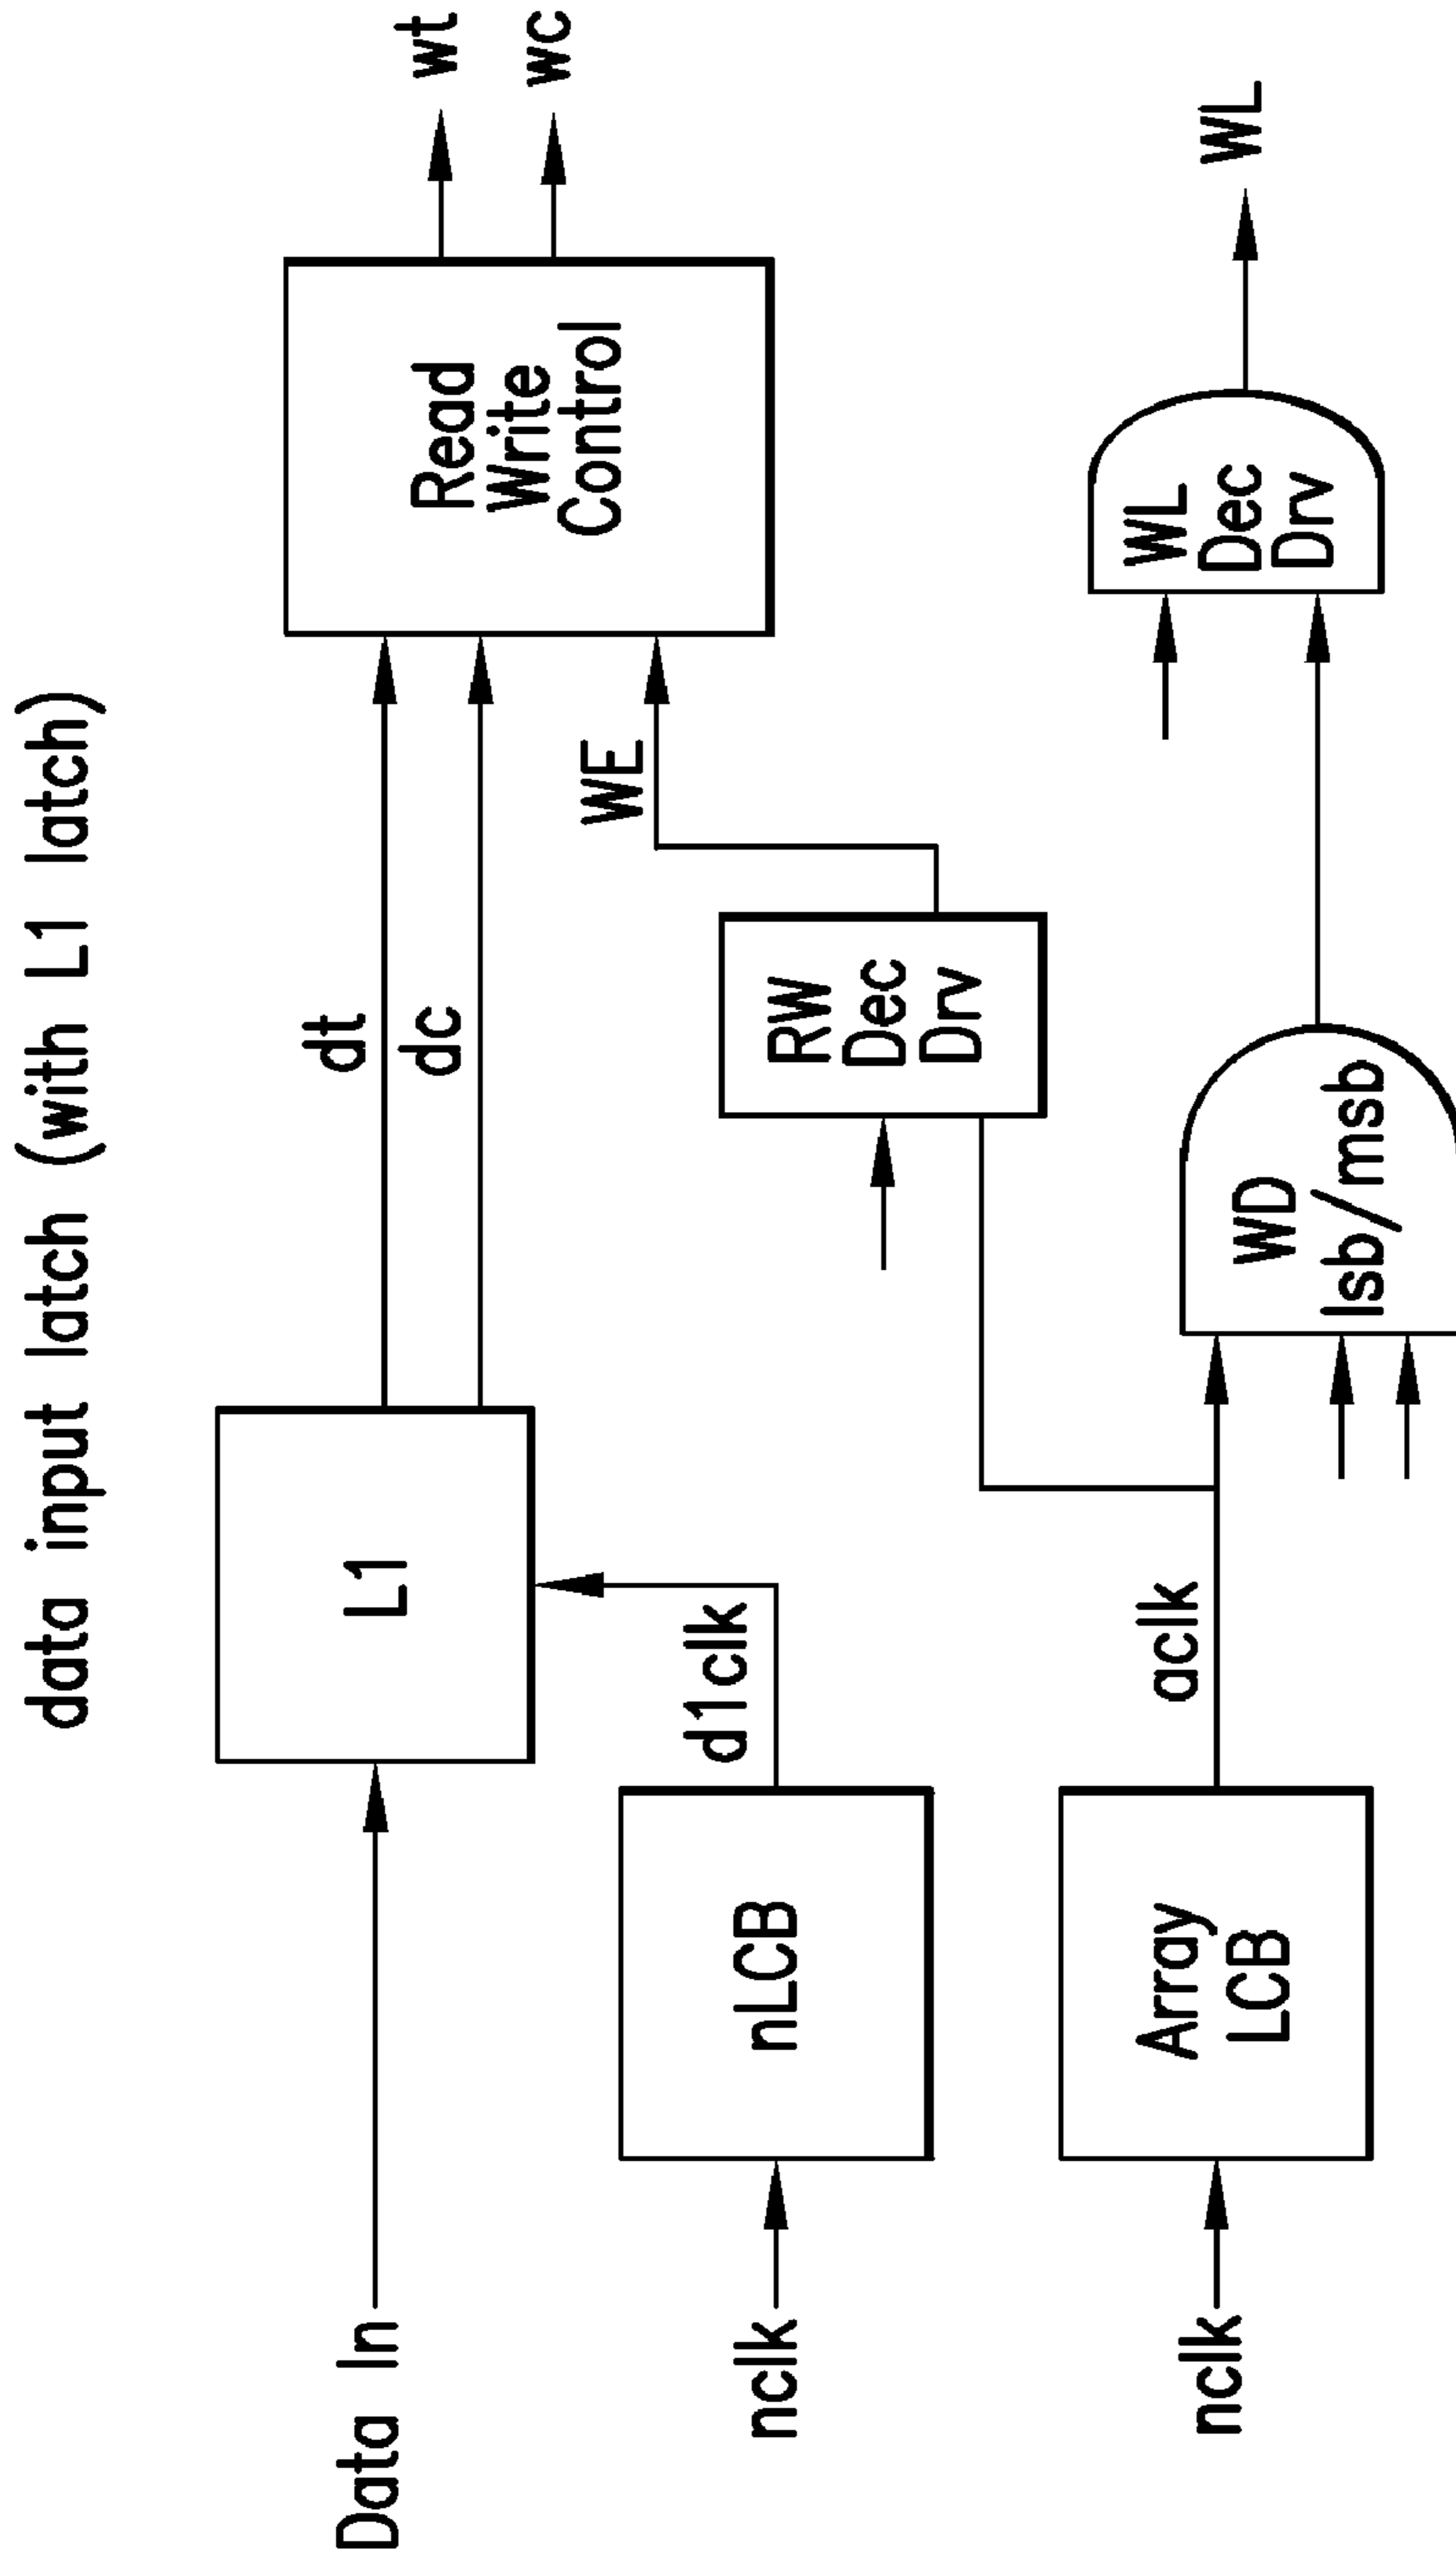 data input latch (with L1 latch)
Data In
L1
dt
dc
Read
Write
Control
wt
wc
nclk
nLCB
d1clk
WE
RW
Dec
Drv
nclk
Array
LCB
aclk
WD
lsb/msb
WL
Dec
Drv
WL